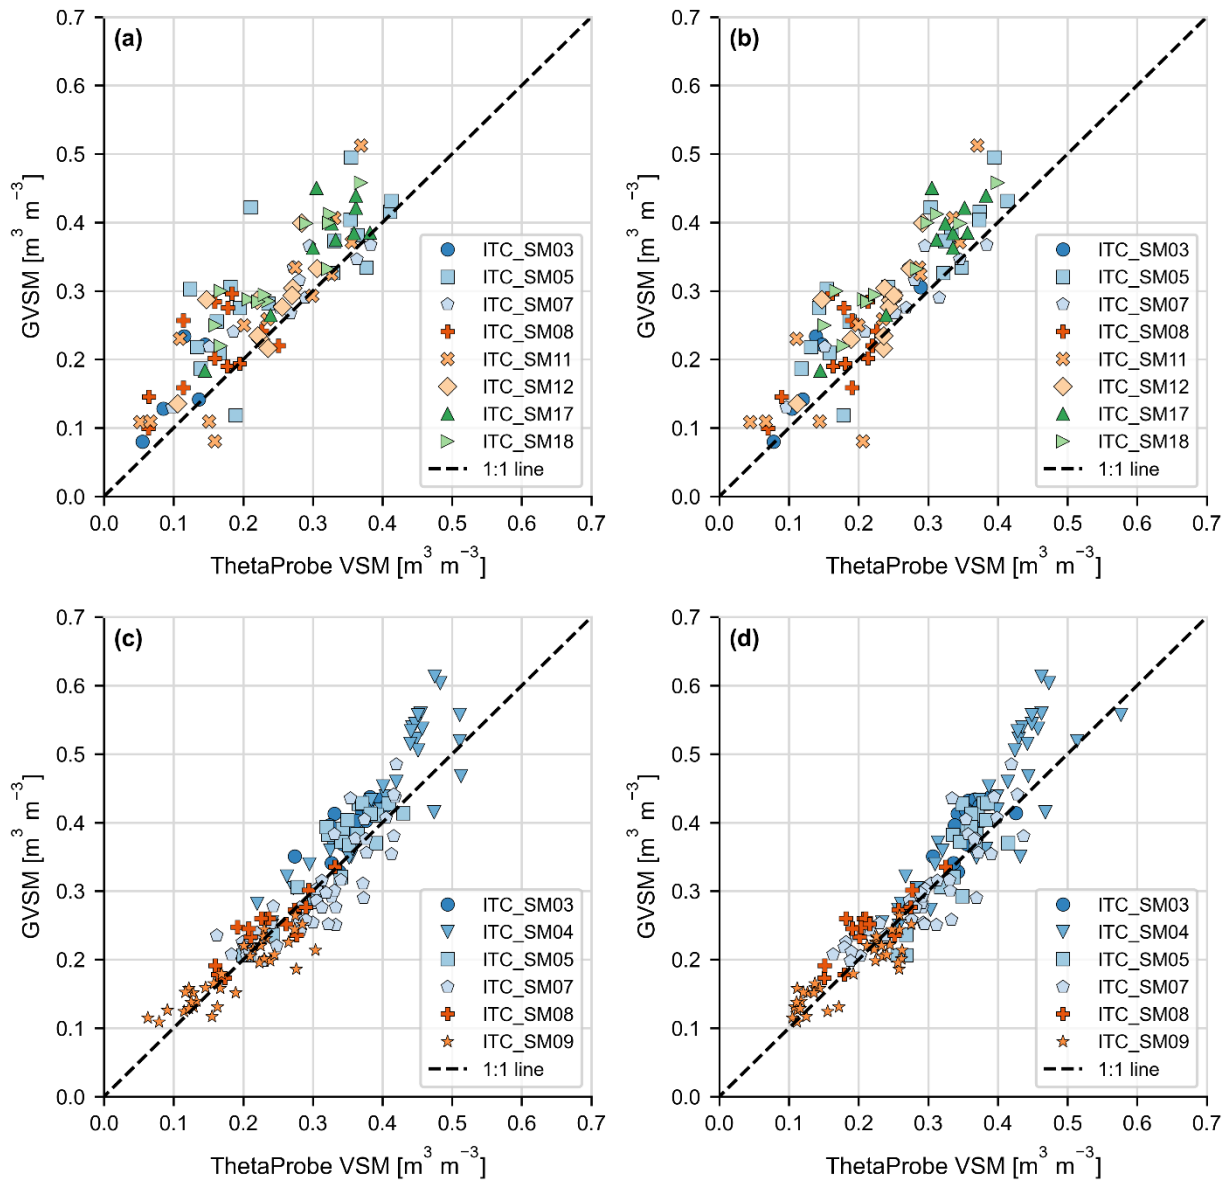 (a)
0.7
0.6
0.5
0.4
0.3
0.2
0.1
0.0
GVSM [m³ m⁻³]
ITC_SM03
ITC_SM05
ITC_SM07
ITC_SM08
ITC_SM11
ITC_SM12
ITC_SM17
ITC_SM18
1:1 line
0.0 0.1 0.2 0.3 0.4 0.5 0.6 0.7
ThetaProbe VSM [m³ m⁻³]
(b)
0.7
0.6
0.5
0.4
0.3
0.2
0.1
0.0
GVSM [m³ m⁻³]
ITC_SM03
ITC_SM05
ITC_SM07
ITC_SM08
ITC_SM11
ITC_SM12
ITC_SM17
ITC_SM18
1:1 line
0.0 0.1 0.2 0.3 0.4 0.5 0.6 0.7
ThetaProbe VSM [m³ m⁻³]
(c)
0.7
0.6
0.5
0.4
0.3
0.2
0.1
0.0
GVSM [m³ m⁻³]
ITC_SM03
ITC_SM04
ITC_SM05
ITC_SM07
ITC_SM08
ITC_SM09
1:1 line
0.0 0.1 0.2 0.3 0.4 0.5 0.6 0.7
ThetaProbe VSM [m³ m⁻³]
(d)
0.7
0.6
0.5
0.4
0.3
0.2
0.1
0.0
GVSM [m³ m⁻³]
ITC_SM03
ITC_SM04
ITC_SM05
ITC_SM07
ITC_SM08
ITC_SM09
1:1 line
0.0 0.1 0.2 0.3 0.4 0.5 0.6 0.7
ThetaProbe VSM [m³ m⁻³]